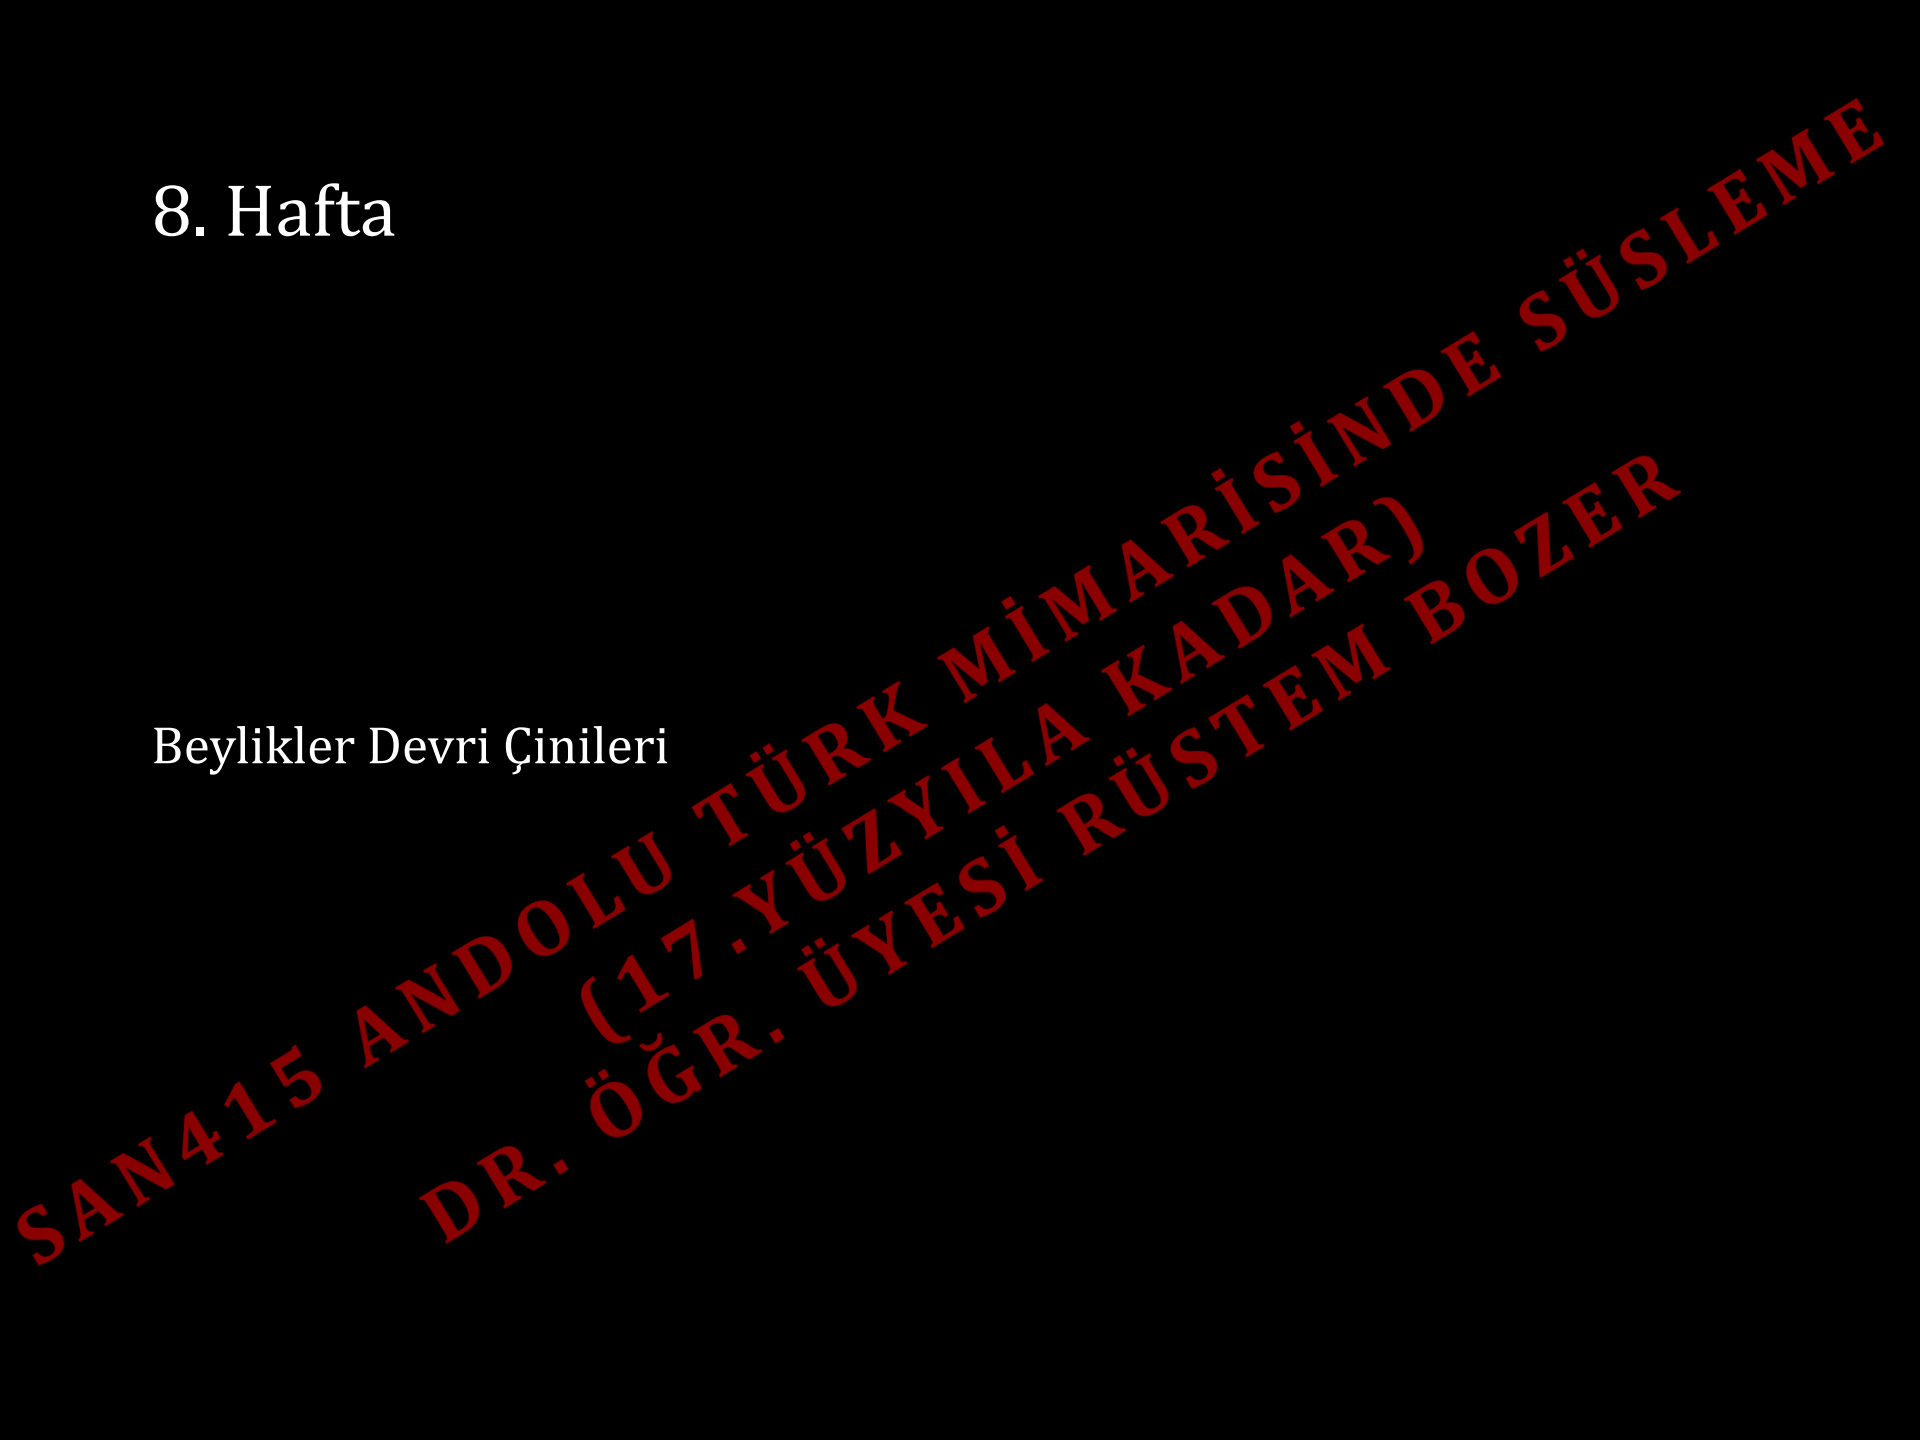 8. Hafta
Beylikler Devri Çinileri
SAN415 ANDOLU TÜRK MİMARİSİNDE SÜSLEME
(17.YÜZYILA KADAR)
DR. ÖĞR. ÜYESİ RÜSTEM BOZER